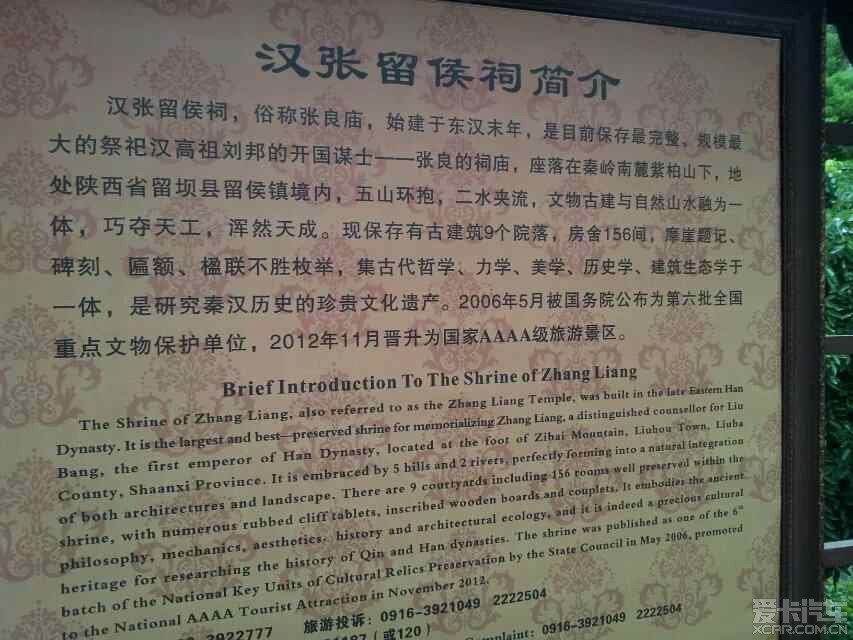 汉张留侯祠简介
汉张留侯祠，俗称张良庙，始建于东汉末年，是目前保存最完整、规模最
大的祭祀汉高祖刘邦的开国谋士——张良的祠庙，座落在秦岭南麓紫柏山下，地
处陕西省留坝县留侯镇境内，五山环抱，二水夹流，文物古建与自然山水融为一
体，巧夺天工，浑然天成。现保存有古建筑9个院落，房舍156间，摩崖题记、
碑刻、匾额、楹联不胜枚举，集古代哲学、力学、美学、历史学、建筑生态学于
一体，是研究秦汉历史的珍贵文化遗产。2006年5月被国务院公布为第六批全国
重点文物保护单位，2012年11月晋升为国家AAAA级旅游景区。
Brief Introduction To The Shrine of Zhang Liang
The Shrine of Zhang Liang, also referred to as the Zhang Liang Temple, was built in the late Eastern Han
Dynasty. It is the largest and best—preserved shrine for memorializing Zhang Liang, a distinguished counsellor for Liu
Bang, the first emperor of Han Dynasty, located at the foot of Zibai Mountain, Liuhou Town, Liuba
County, Shaanxi Province. It is embraced by 5 hills and 2 rivers, perfectly forming into a natural integration
of both architectures and landscape. There are 9 courtyards including 156 rooms well preserved within the
shrine, with numerous rubbed cliff tablets, inscribed wooden boards and couplets. It embodies the ancient
philosophy, mechanics, aesthetics, history and architectural ecology, and it is indeed a precious cultural
heritage for researching the history of Qin and Han dynasties. The shrine was published as one of the 6th
batch of the National Key Units of Cultural Relics Preservation by the State Council in May 2006, promoted
to the National AAAA Tourist Attraction in November 2012.
3922777 旅游投诉：0916-3921049 2222504
（或120） Complaint: 0916-3921049 2222504
爱卡汽车
XCAR.COM.CN